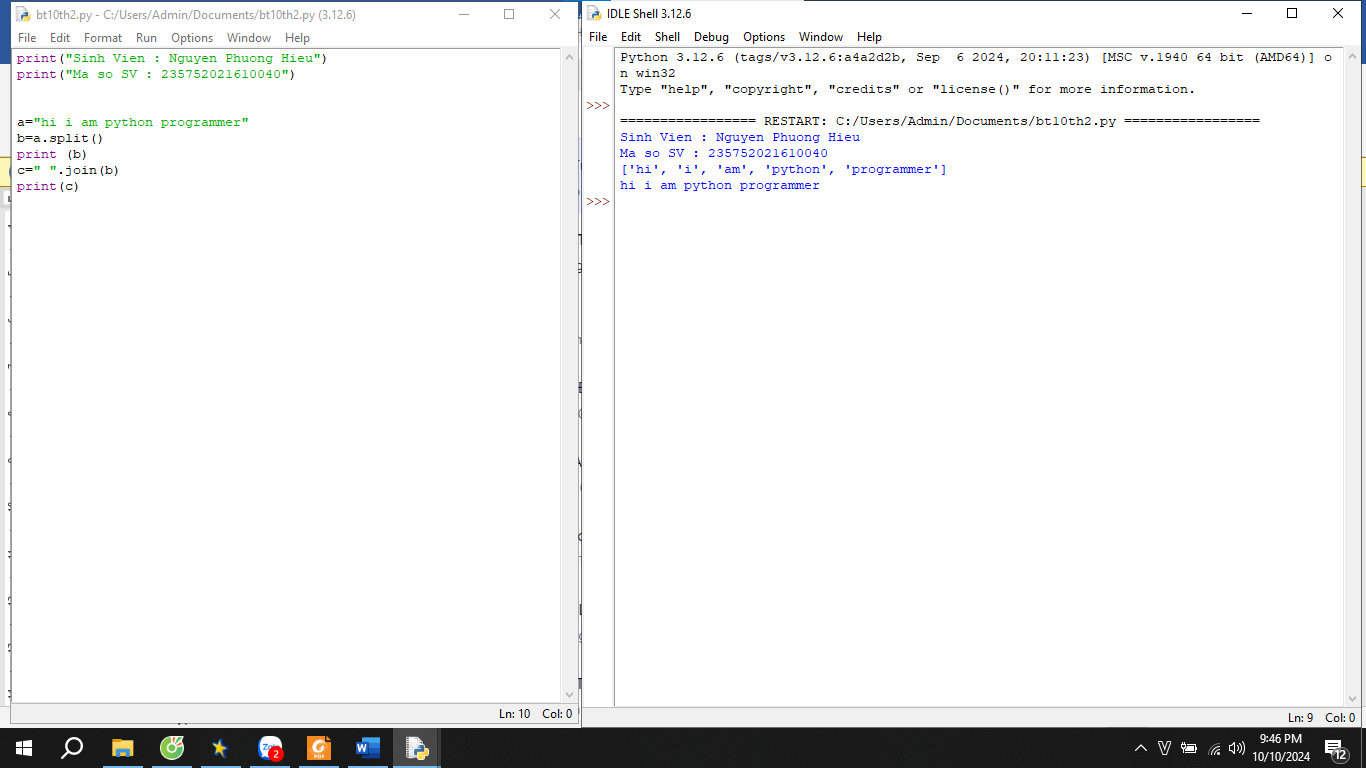 bt10th2.py - C:/Users/Admin/Documents/bt10th2.py (3.12.6)
File Edit Format Run Options Window Help
print("Sinh Vien : Nguyen Phuong Hieu")
print("Ma so SV : 235752021610040")
a="hi i am python programmer"
b=a.split()
print (b)
c=" ".join(b)
print(c)
Ln: 10 Col: 0
IDLE Shell 3.12.6
File Edit Shell Debug Options Window Help
Python 3.12.6 (tags/v3.12.6:a4a2d2b, Sep  6 2024, 20:11:23) [MSC v.1940 64 bit (AMD64)] o
n win32
Type "help", "copyright", "credits" or "license()" for more information.
>>>
================= RESTART: C:/Users/Admin/Documents/bt10th2.py =================
Sinh Vien : Nguyen Phuong Hieu
Ma so SV : 235752021610040
['hi', 'i', 'am', 'python', 'programmer']
hi i am python programmer
>>>
Ln: 9 Col: 0
2
PDF
W
V
9:46 PM
10/10/2024
12